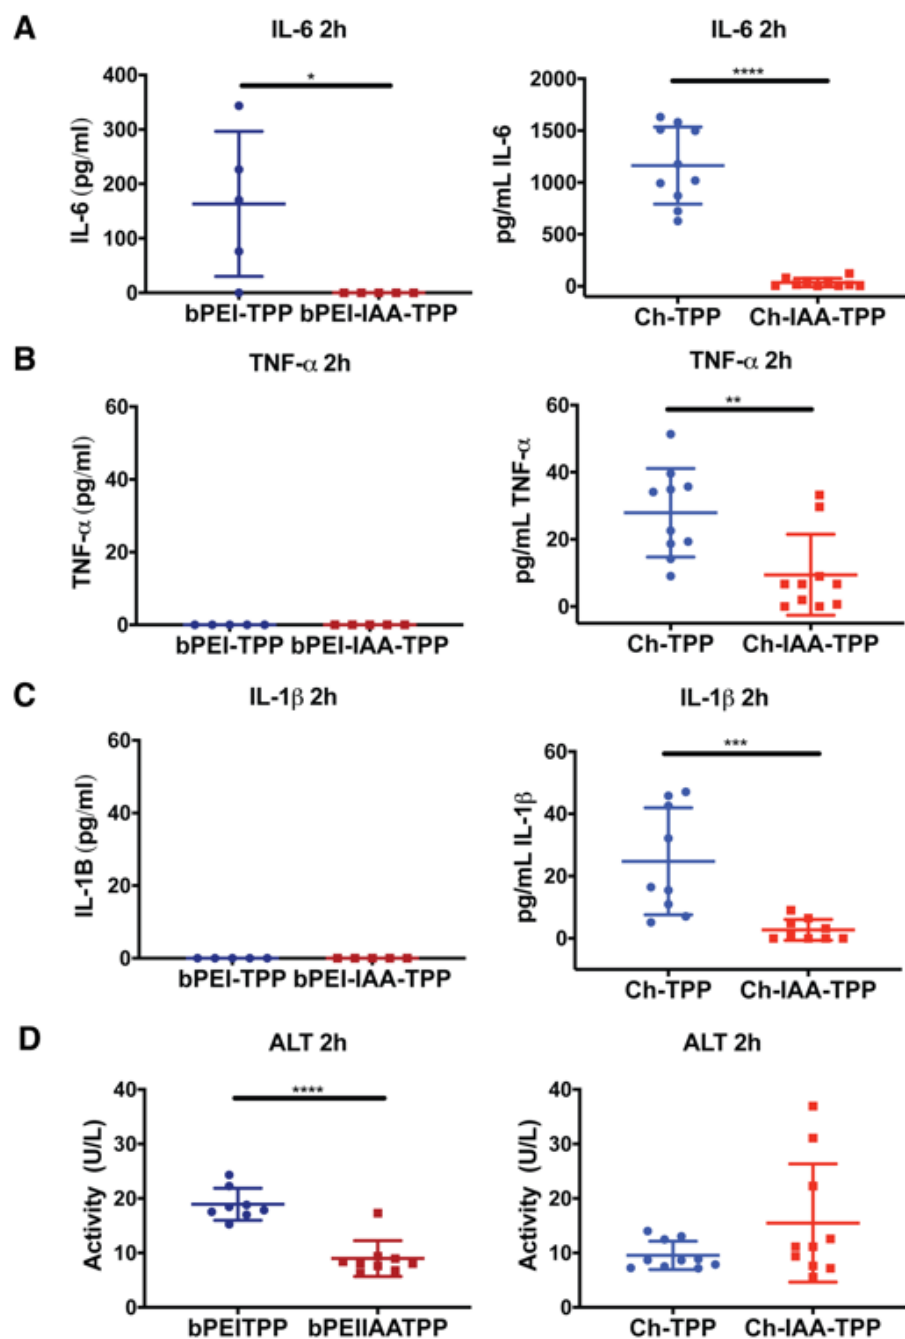 A
IL-6 2h
IL-6 2h
*
****
IL-6 (pg/ml)
400
300
200
100
0
bPEI-TPP bPEI-IAA-TPP
pg/mL IL-6
2000
1500
1000
500
0
Ch-TPP Ch-IAA-TPP
B
TNF-α 2h
TNF-α 2h
**
TNF-α (pg/ml)
60
40
20
0
bPEI-TPP bPEI-IAA-TPP
pg/mL TNF-α
60
40
20
0
Ch-TPP Ch-IAA-TPP
C
IL-1β 2h
IL-1β 2h
***
IL-1B (pg/ml)
60
40
20
0
bPEI-TPP bPEI-IAA-TPP
pg/mL IL-1β
60
40
20
0
Ch-TPP Ch-IAA-TPP
D
ALT 2h
ALT 2h
****
Activity (U/L)
40
30
20
10
0
bPEITPP bPEIIAATPP
Activity (U/L)
40
30
20
10
0
Ch-TPP Ch-IAA-TPP